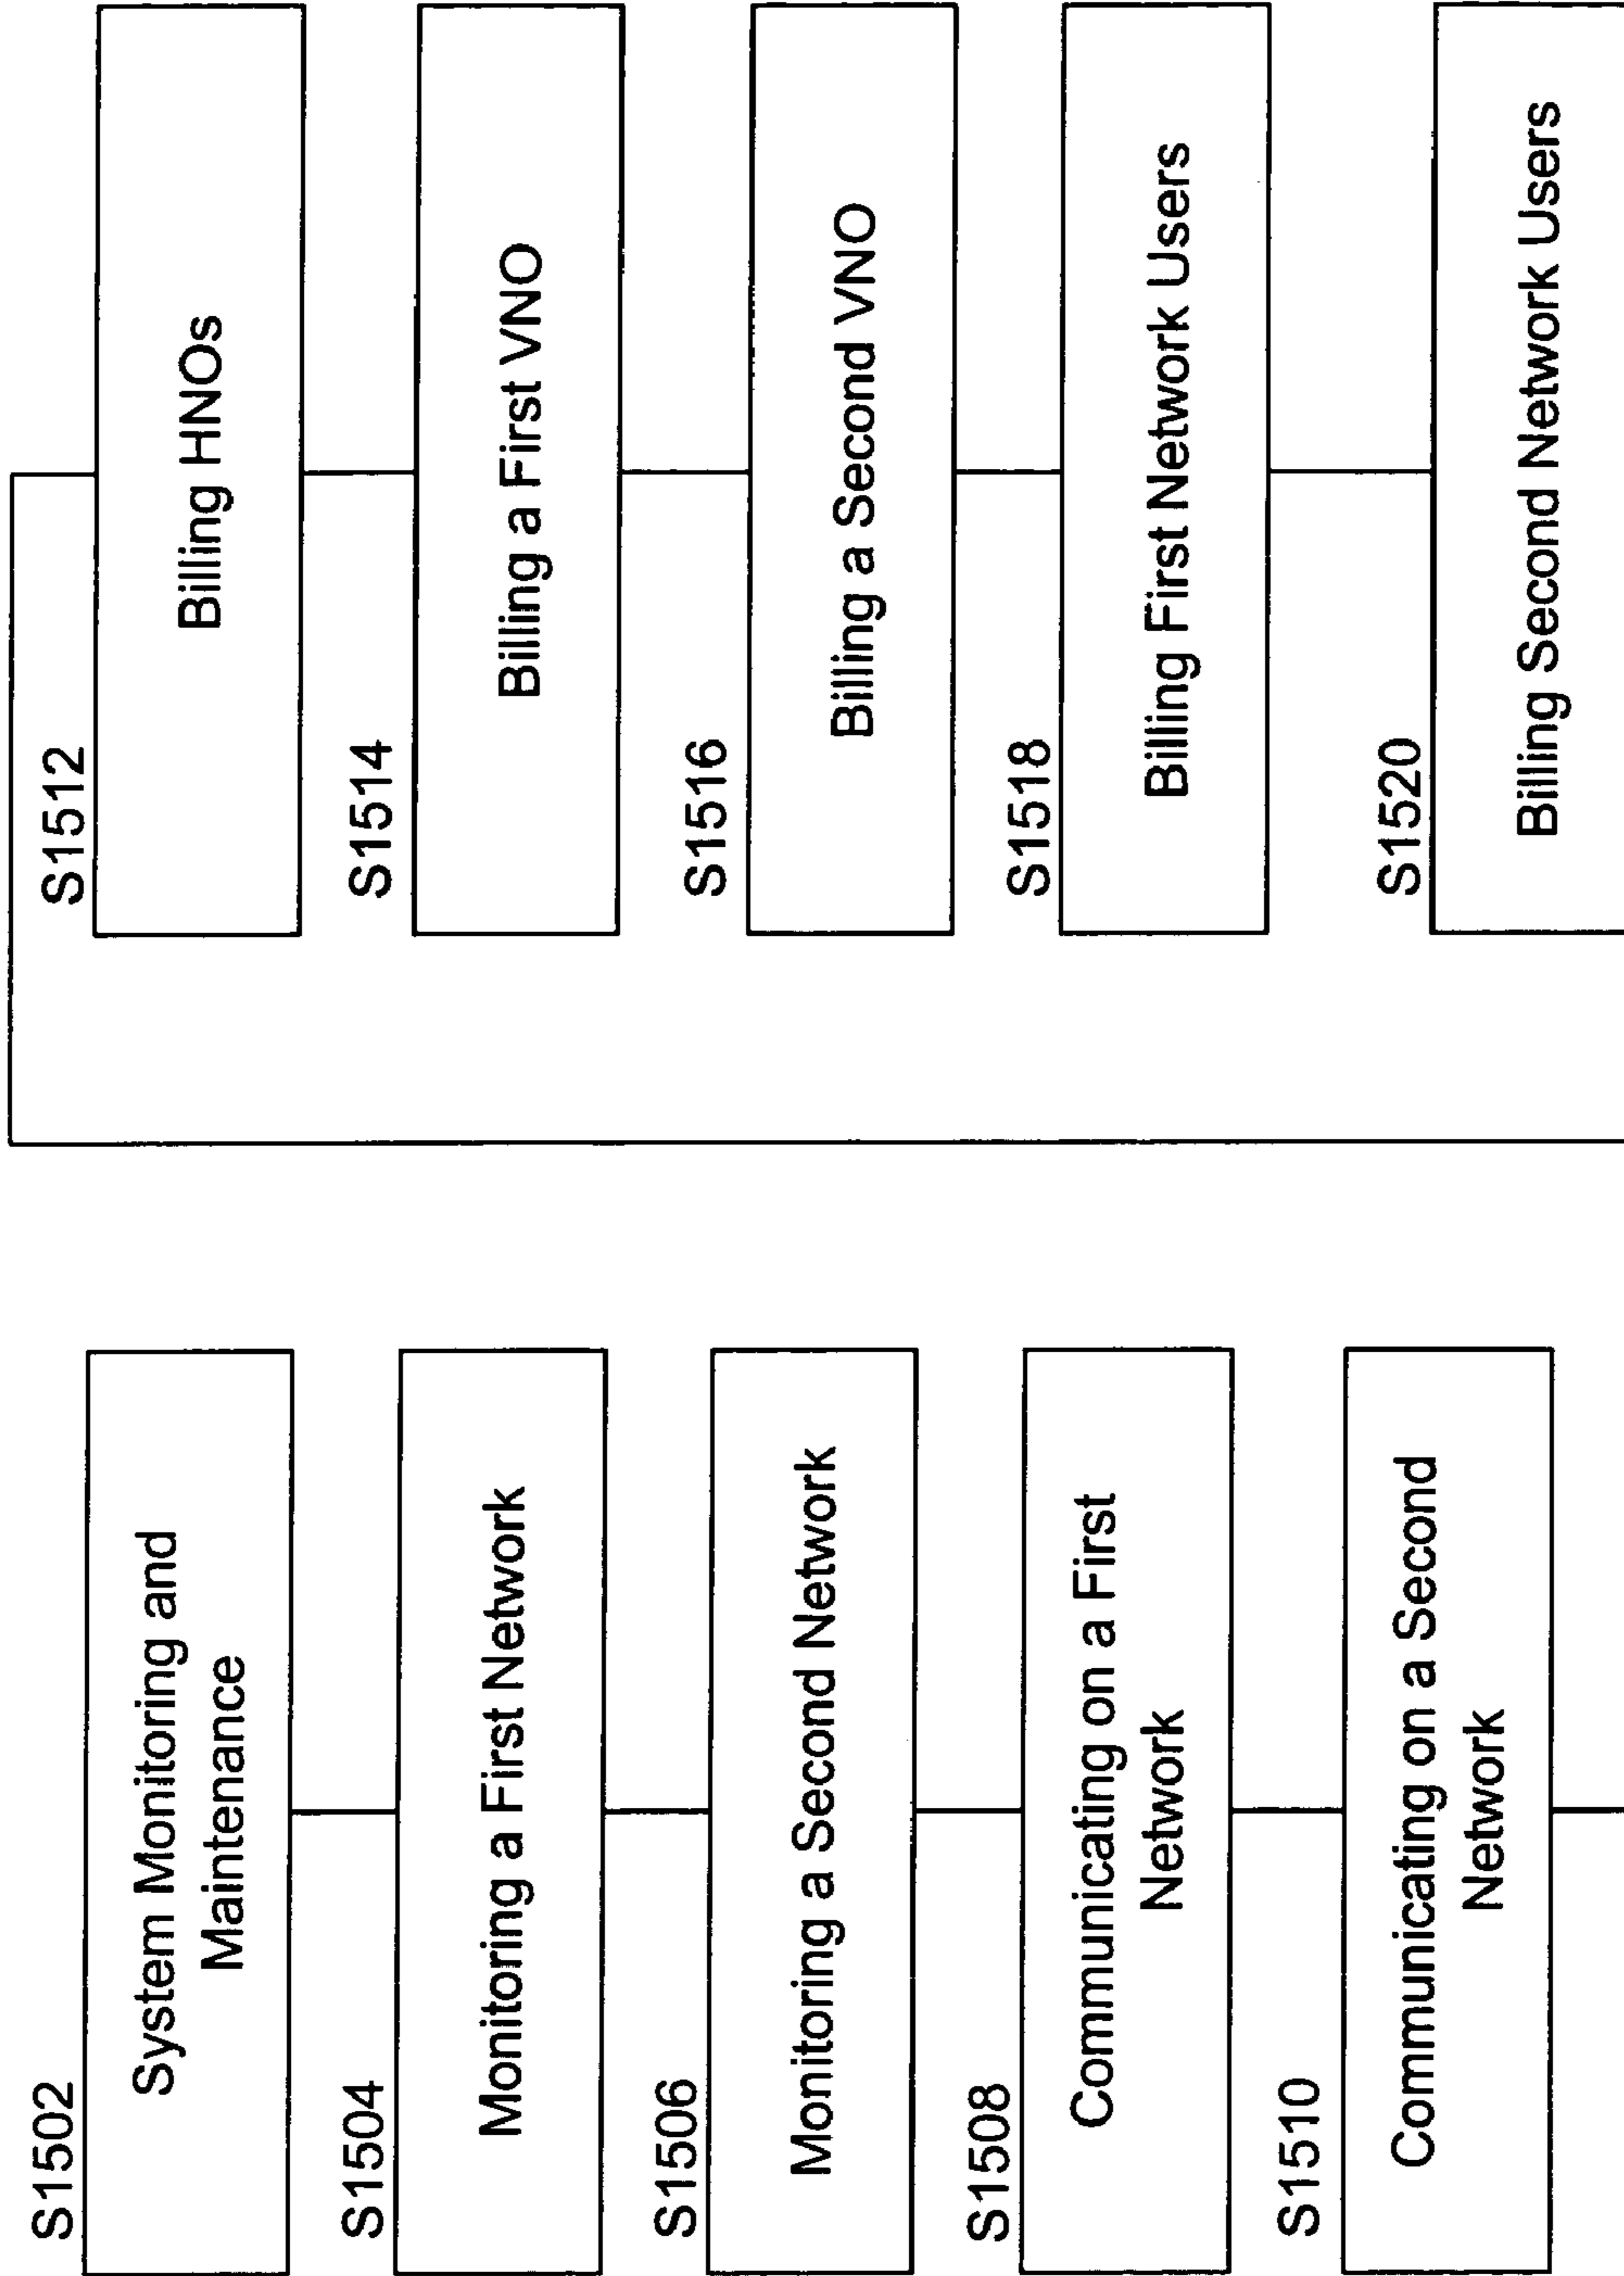 S1502
System Monitoring and
Maintenance
S1504
Monitoring a First Network
S1506
Monitoring a Second Network
S1508
Communicating on a First
Network
S1510
Communicating on a Second
Network
S1512
Billing HNOs
S1514
Billing a First VNO
S1516
Billing a Second VNO
S1518
Billing First Network Users
S1520
Billing Second Network Users